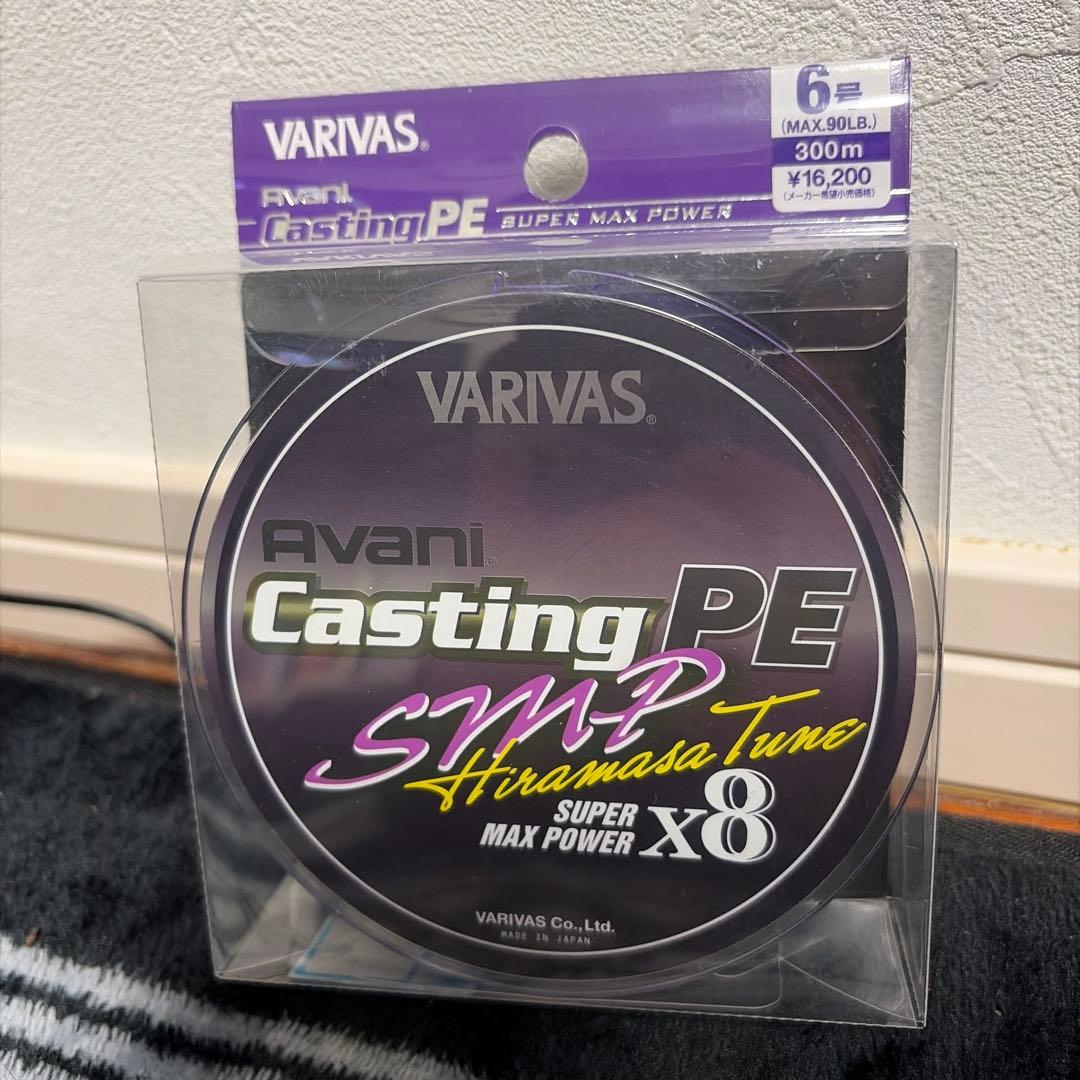 VARIVAS®
Avani
Casting PE SUPER MAX POWER
6号
(MAX.90LB.)
300m
¥16,200
(メーカー希望小売価格)
VARIVAS®
Avani®
Casting PE
SMP
Hiramasa Tune
SUPER
MAX POWER X8
VARIVAS Co.,Ltd.
MADE IN JAPAN